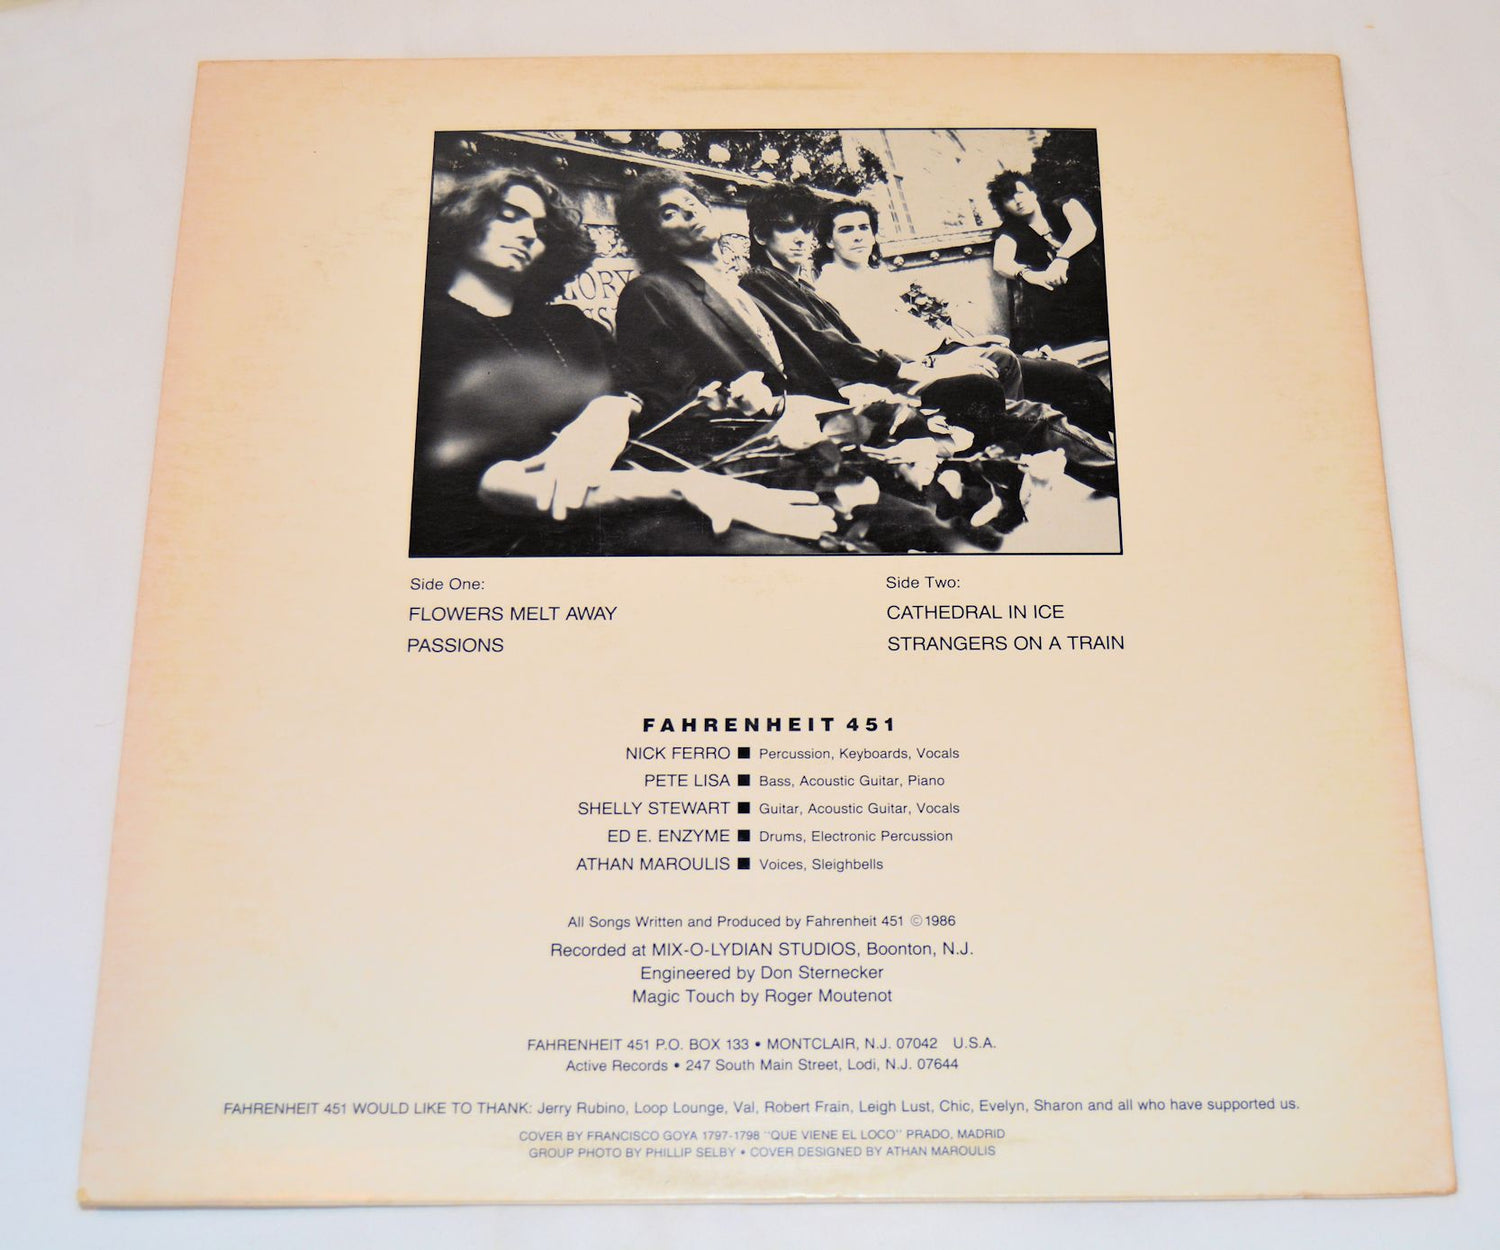 LORY
Side One:
FLOWERS MELT AWAY
PASSIONS
Side Two:
CATHEDRAL IN ICE
STRANGERS ON A TRAIN
FAHRENHEIT 451
NICK FERRO ■ Percussion, Keyboards, Vocals
PETE LISA ■ Bass, Acoustic Guitar, Piano
SHELLY STEWART ■ Guitar, Acoustic Guitar, Vocals
ED E. ENZYME ■ Drums, Electronic Percussion
ATHAN MAROULIS ■ Voices, Sleighbells
All Songs Written and Produced by Fahrenheit 451 ©1986
Recorded at MIX-O-LYDIAN STUDIOS, Boonton, N.J.
Engineered by Don Sternecker
Magic Touch by Roger Moutenot
FAHRENHEIT 451 P.O. BOX 133 • MONTCLAIR, N.J. 07042 U.S.A.
Active Records • 247 South Main Street, Lodi, N.J. 07644
FAHRENHEIT 451 WOULD LIKE TO THANK: Jerry Rubino, Loop Lounge, Val, Robert Frain, Leigh Lust, Chic, Evelyn, Sharon and all who have supported us.
COVER BY FRANCISCO GOYA 1797-1798 "QUE VIENE EL LOCO" PRADO, MADRID
GROUP PHOTO BY PHILLIP SELBY • COVER DESIGNED BY ATHAN MAROULIS